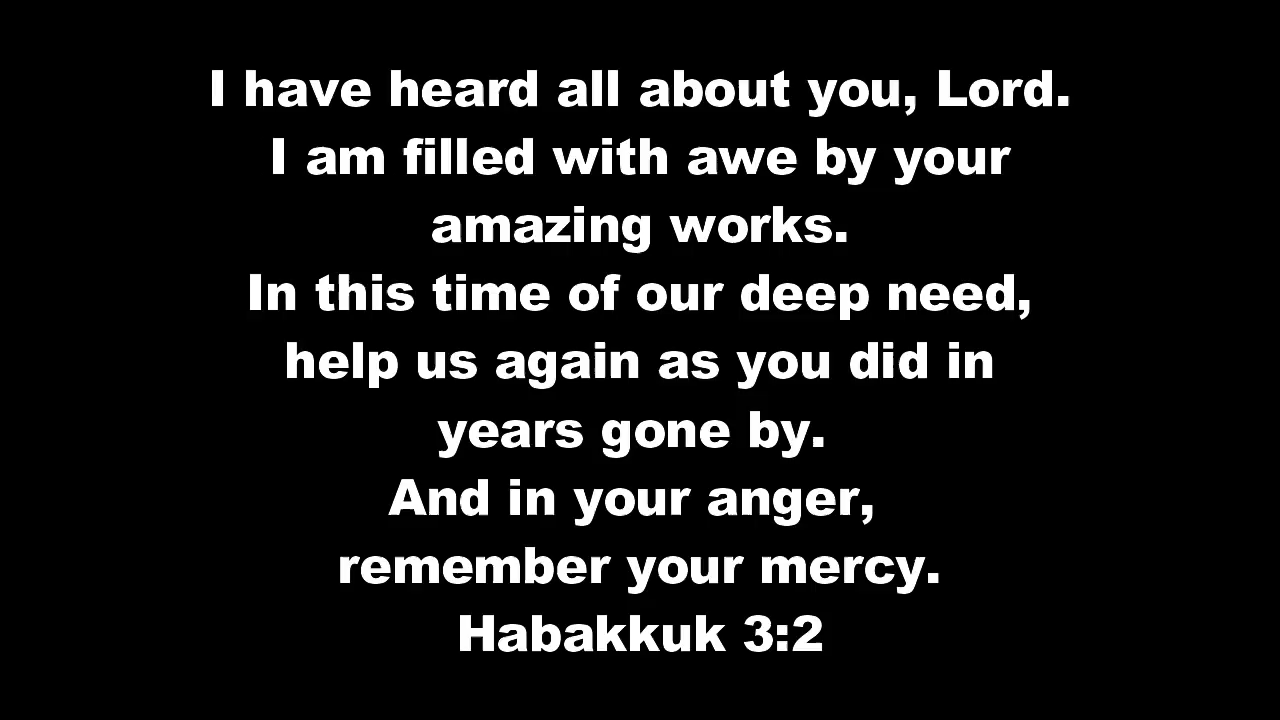 I have heard all about you, Lord.
I am filled with awe by your
amazing works.
In this time of our deep need,
help us again as you did in
years gone by.
And in your anger,
remember your mercy.
Habakkuk 3:2